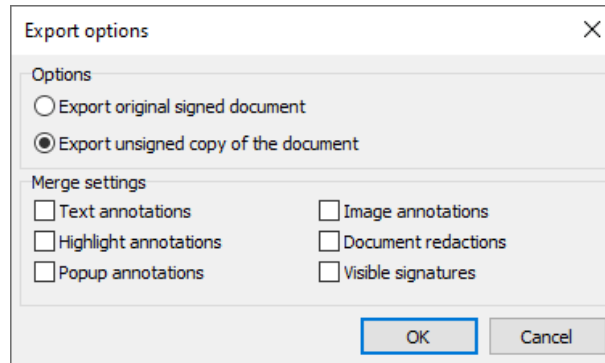 Export options
Options
Export original signed document
Export unsigned copy of the document
Merge settings
Text annotations
Image annotations
Highlight annotations
Document redactions
Popup annotations
Visible signatures
OK
Cancel